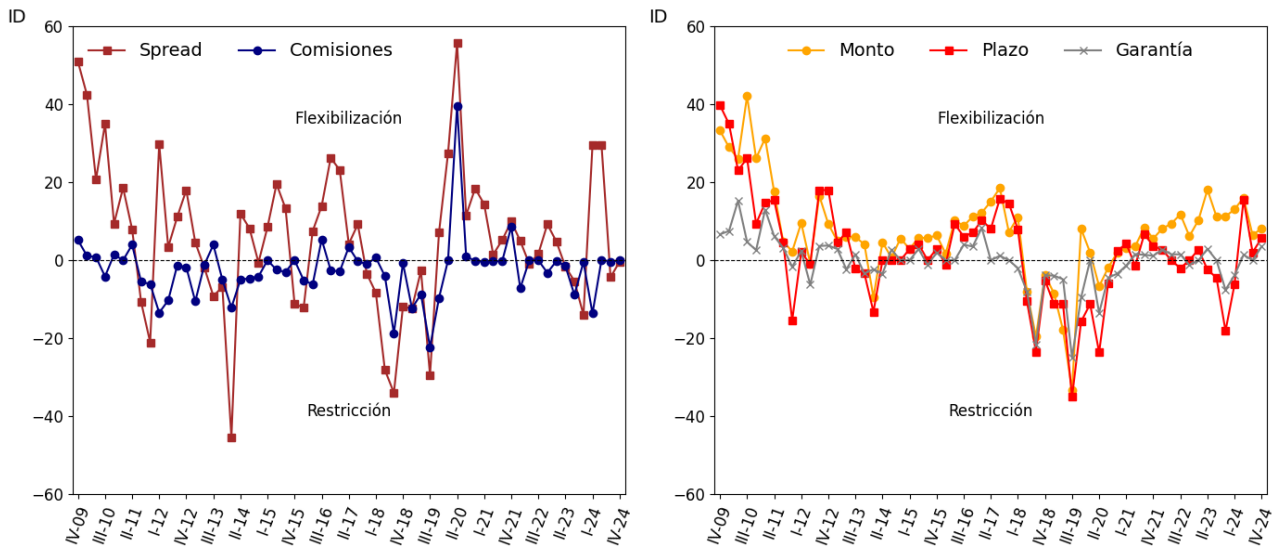 ID
60
40
20
0
−20
−40
−60
Spread
Comisiones
Flexibilización
Restricción
IV-09
III-10
II-11
I-12
IV-12
III-13
II-14
I-15
IV-15
III-16
II-17
I-18
IV-18
III-19
II-20
I-21
IV-21
III-22
II-23
I-24
IV-24
ID
60
40
20
0
−20
−40
−60
Monto
Plazo
Garantía
Flexibilización
Restricción
IV-09
III-10
II-11
I-12
IV-12
III-13
II-14
I-15
IV-15
III-16
II-17
I-18
IV-18
III-19
II-20
I-21
IV-21
III-22
II-23
I-24
IV-24